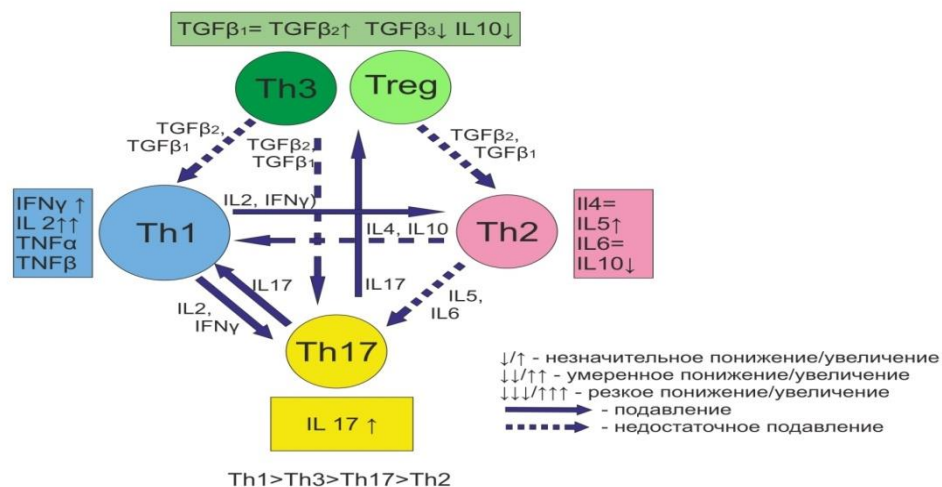 TGFβ₁= TGFβ₂↑ TGFβ₃↓ IL10↓
Th3
Treg
TGFβ₂,
TGFβ₁
TGFβ₂,
TGFβ₁
TGFβ₂,
TGFβ₁
IFNγ ↑
IL 2↑↑
TNFα
TNFβ
Th1
IL2, IFNγ)
IL4, IL10
Th2
Il4=
IL5↑
IL6=
IL10↓
IL17
IL2,
IFNγ
IL17
IL5,
IL6
Th17
IL 17 ↑
Th1>Th3>Th17>Th2
↓/↑ - незначительное понижение/увеличение
↓↓/↑↑ - умеренное понижение/увеличение
↓↓↓/↑↑↑ - резкое понижение/увеличение
- подавление
- недостаточное подавление